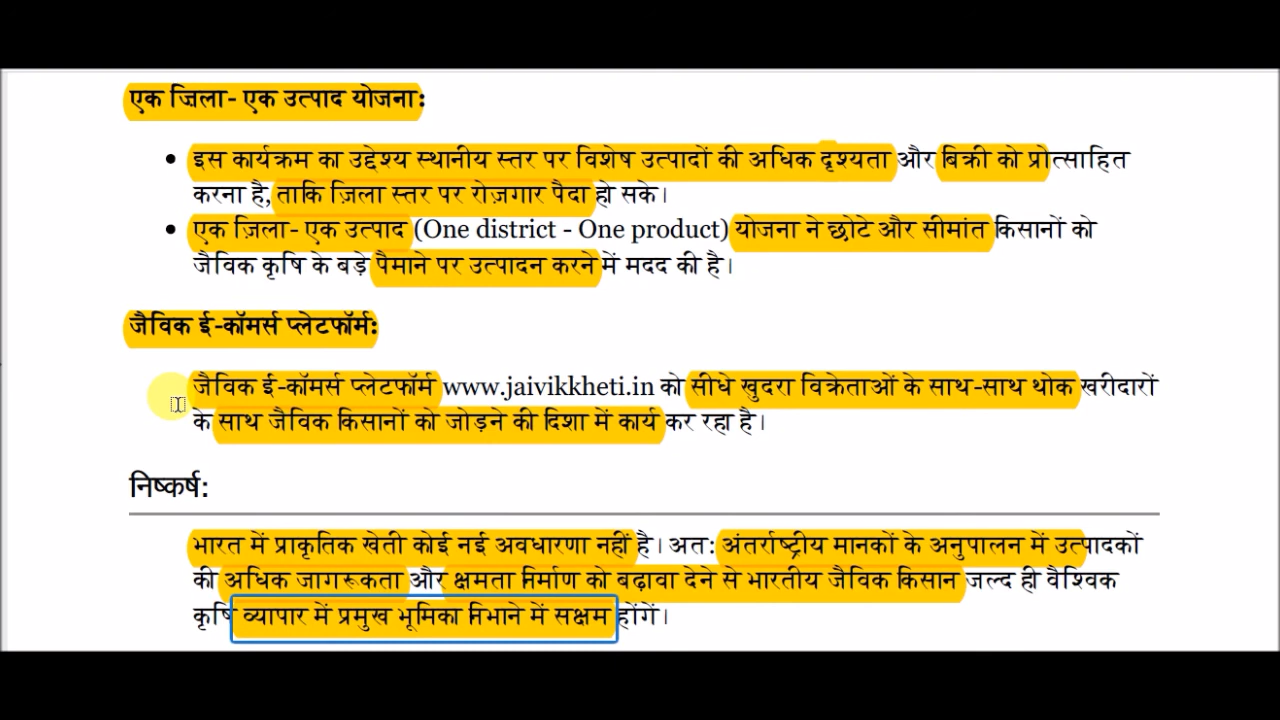 एक ज़िला- एक उत्पाद योजना:
इस कार्यक्रम का उद्देश्य स्थानीय स्तर पर विशेष उत्पादों की अधिक दृश्यता और बिक्री को प्रोत्साहित
करना है, ताकि ज़िला स्तर पर रोज़गार पैदा हो सके।
एक ज़िला- एक उत्पाद (One district - One product) योजना ने छोटे और सीमांत किसानों को
जैविक कृषि के बड़े पैमाने पर उत्पादन करने में मदद की है।
जैविक ई-कॉमर्स प्लेटफॉर्म:
जैविक ई-कॉमर्स प्लेटफॉर्म www.jaivikkheti.in को सीधे खुदरा विक्रेताओं के साथ-साथ थोक खरीदारों
के साथ जैविक किसानों को जोड़ने की दिशा में कार्य कर रहा है।
निष्कर्ष:
भारत में प्राकृतिक खेती कोई नई अवधारणा नहीं है। अत: अंतर्राष्ट्रीय मानकों के अनुपालन में उत्पादकों
की अधिक जागरूकता और क्षमता निर्माण को बढ़ावा देने से भारतीय जैविक किसान जल्द ही वैश्विक
कृषि व्यापार में प्रमुख भूमिका निभाने में सक्षम होंगें।